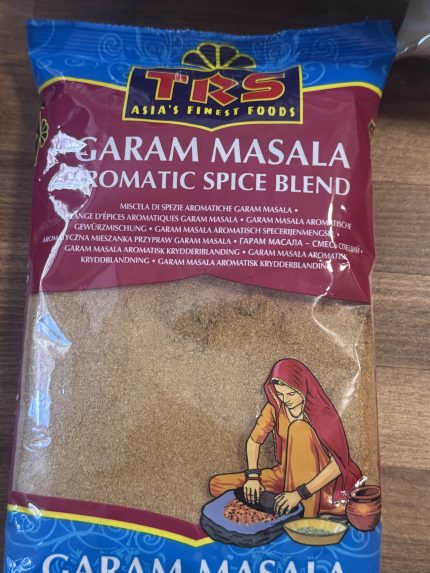 TRS
ASIA'S FINEST FOODS
GARAM MASALA
AROMATIC SPICE BLEND
MISCELA DI SPEZIE AROMATICHE GARAM MASALA •
MÉLANGE D'ÉPICES AROMATIQUES GARAM MASALA • GARAM MASALA AROMATISCHE
GEWÜRZMISCHUNG • GARAM MASALA AROMATISCH SPECERIJENMENGSEL •
AROMATYCZNA MIESZANKA PRZYPRAW GARAM MASALA • ГАРАМ МАСАЛА - СМЕСЬ СПЕЦИЙ •
GARAM MASALA AROMATISK KRYDDERIBLANDING • GARAM MASALA AROMATISK
KRYDDBLANDNING • GARAM MASALA AROMATISK KRYDDERBLANDING
GARAM MASALA